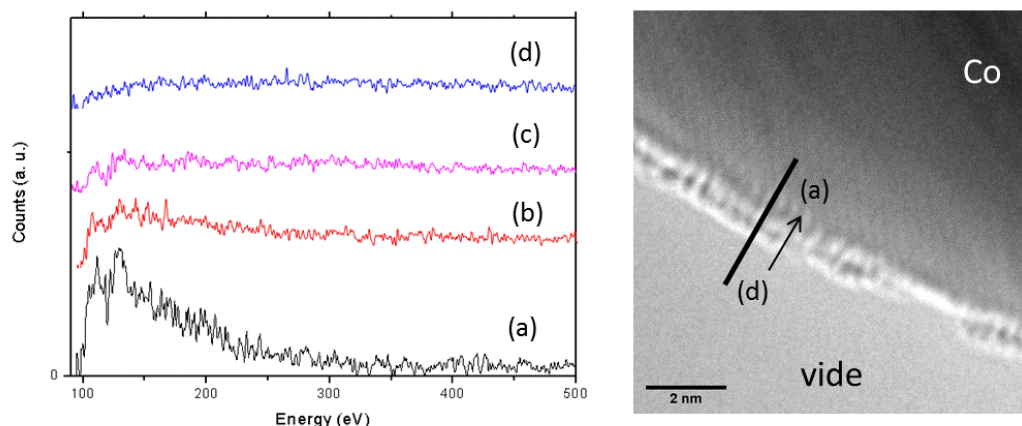 (d)
(c)
(b)
(a)
Counts (a. u.)
0
100
200
300
400
500
Energy (eV)
Co
(a)
(d)
vide
2 nm